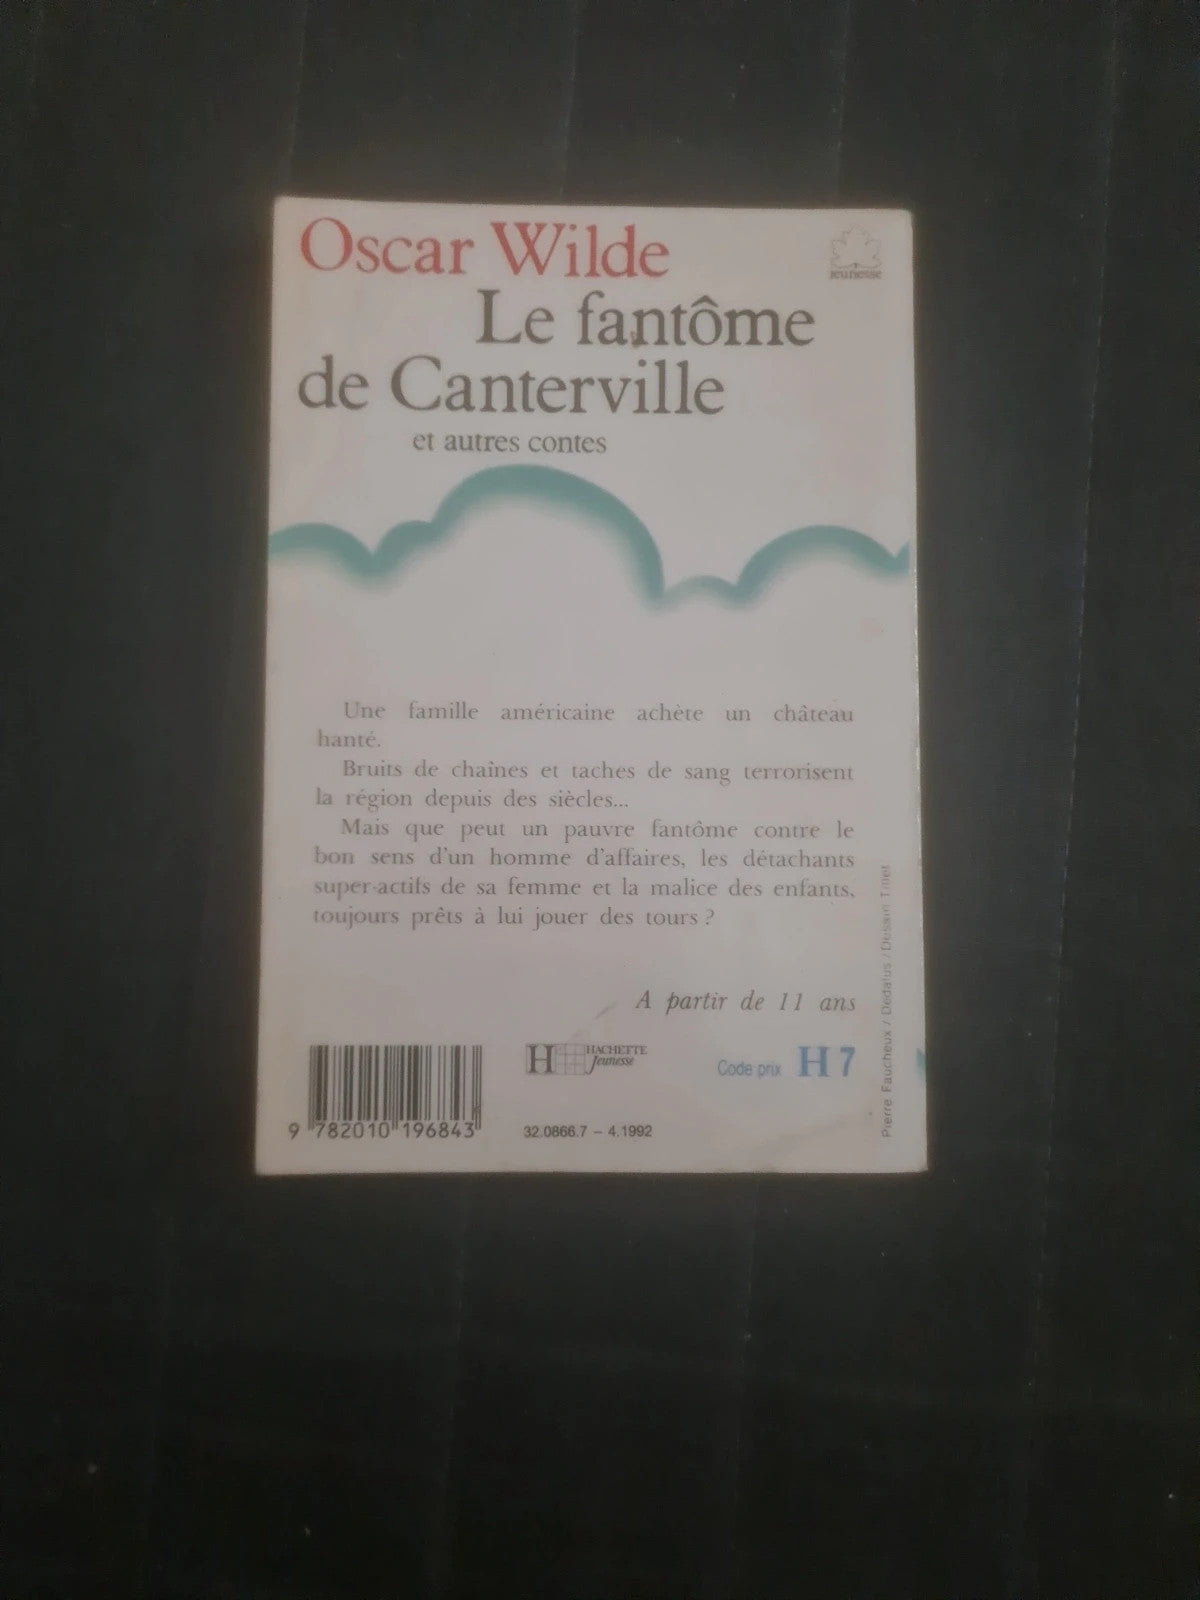 Oscar Wilde
Jeunesse
Le fantôme
de Canterville
et autres contes
Une famille américaine achète un château
hanté.
Bruits de chaînes et taches de sang terrorisent
la région depuis des siècles...
Mais que peut un pauvre fantôme contre le
bon sens d'un homme d'affaires, les détachants
super-actifs de sa femme et la malice des enfants,
toujours prêts à lui jouer des tours ?
A partir de 11 ans
H HACHETTE
Jeunesse
Code prix H 7
9 782010 196843
32.0866.7 – 4.1992
Pierre Faucheux / Dédalus / Dessin Tillet